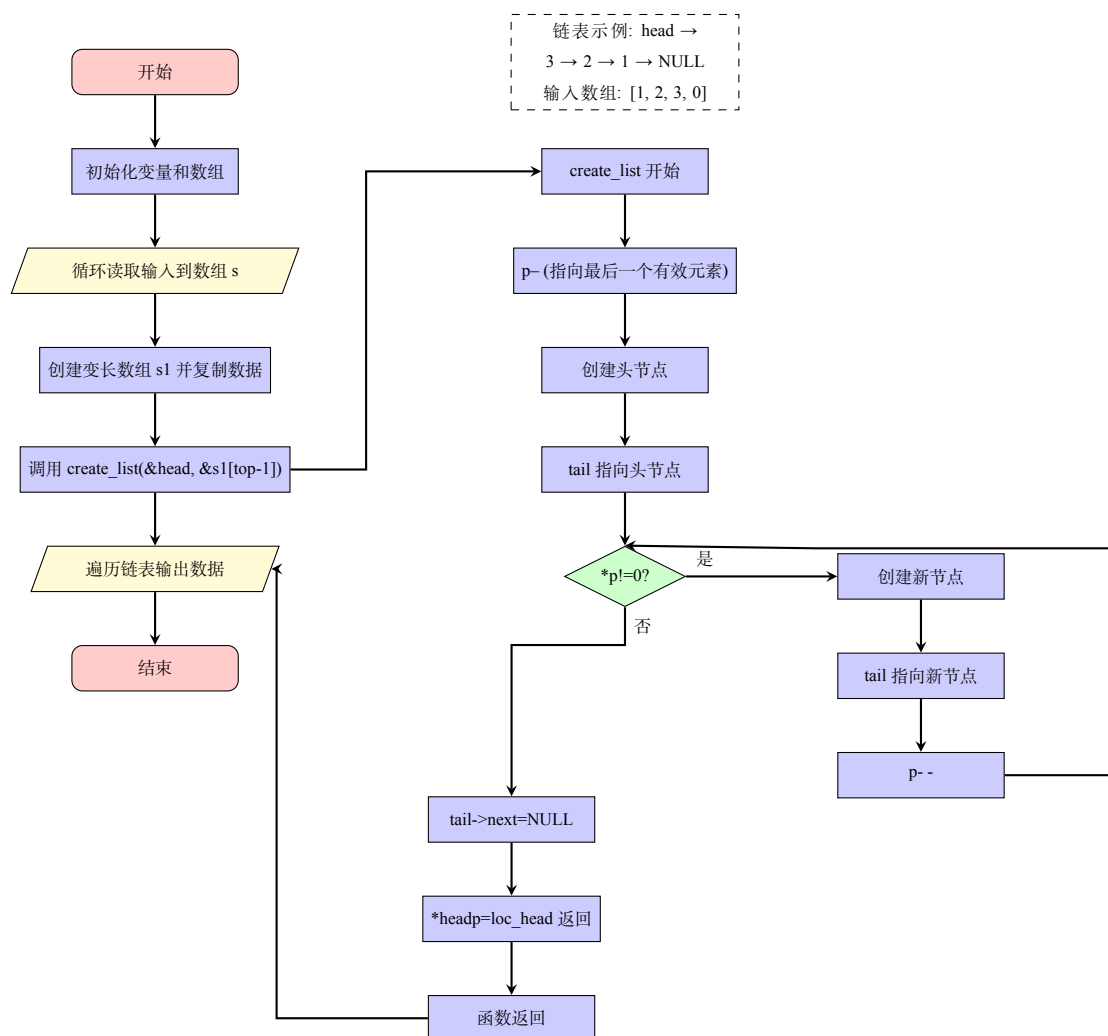 链表示例: head →
3 → 2 → 1 → NULL
输入数组: [1, 2, 3, 0]
开始
初始化变量和数组
循环读取输入到数组 s
创建变长数组 s1 并复制数据
调用 create_list(&head, &s1[top-1])
遍历链表输出数据
结束
create_list 开始
p– (指向最后一个有效元素)
创建头节点
tail 指向头节点
*p!=0?
是
否
创建新节点
tail 指向新节点
p- -
tail->next=NULL
*headp=loc_head 返回
函数返回